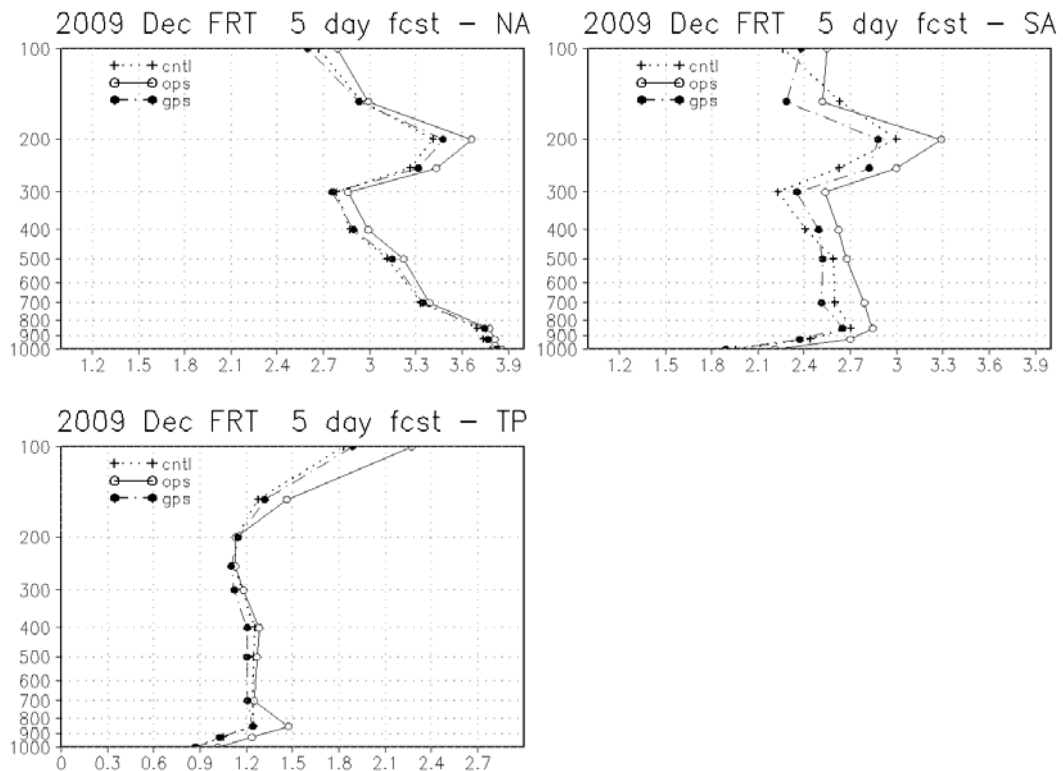 2009 Dec FRT 5 day fcst – NA
100
200
300
400
500
600
700
800
900
1000
cntl
ops
gps
1.2 1.5 1.8 2.1 2.4 2.7 3 3.3 3.6 3.9
2009 Dec FRT 5 day fcst – SA
100
200
300
400
500
600
700
800
900
1000
cntl
ops
gps
1.2 1.5 1.8 2.1 2.4 2.7 3 3.3 3.6 3.9
2009 Dec FRT 5 day fcst – TP
100
200
300
400
500
600
700
800
900
1000
cntl
ops
gps
0 0.3 0.6 0.9 1.2 1.5 1.8 2.1 2.4 2.7